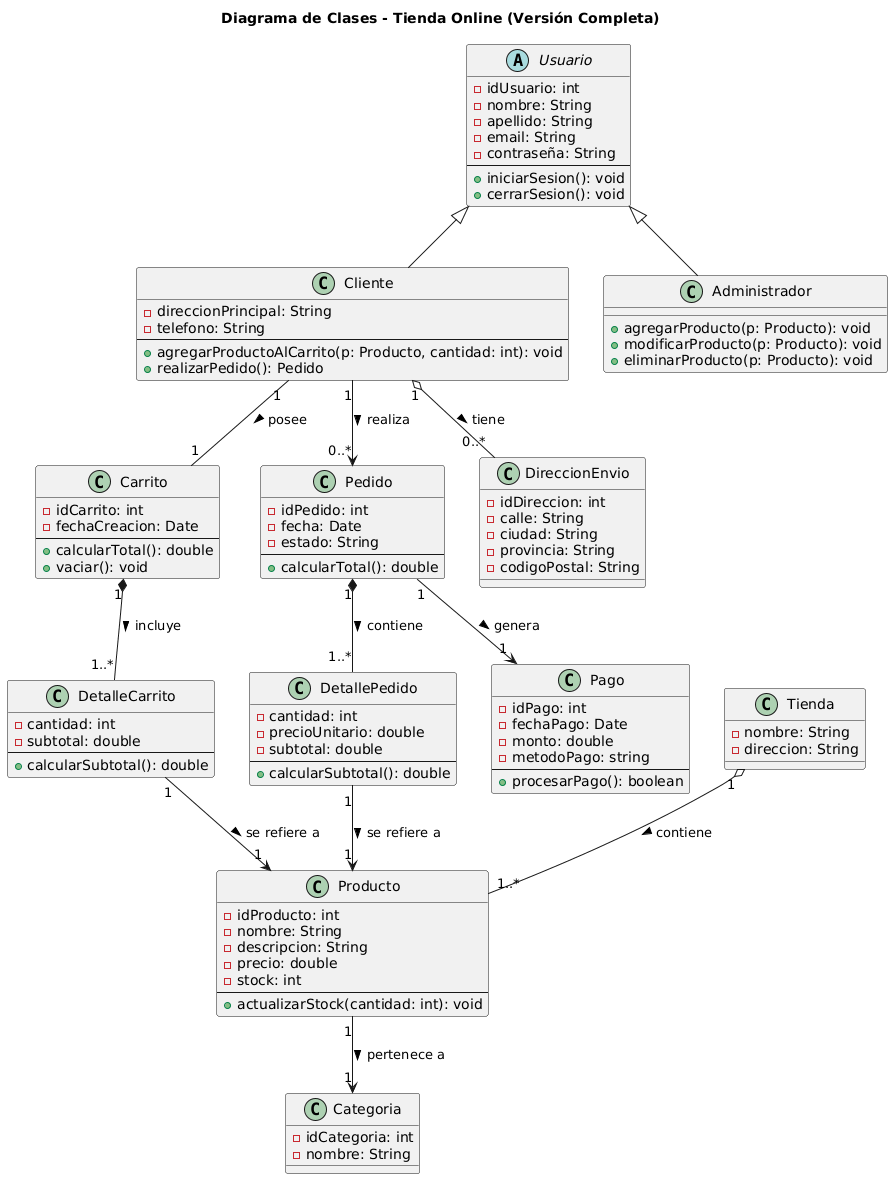 Diagrama de Clases - Tienda Online (Versión Completa)
A Usuario
idUsuario: int
nombre: String
apellido: String
email: String
contraseña: String
iniciarSesion(): void
cerrarSesion(): void
C Cliente
direccionPrincipal: String
telefono: String
agregarProductoAlCarrito(p: Producto, cantidad: int): void
realizarPedido(): Pedido
C Administrador
agregarProducto(p: Producto): void
modificarProducto(p: Producto): void
eliminarProducto(p: Producto): void
1
posee
1
1
realiza
0..*
1
tiene
0..*
C Carrito
idCarrito: int
fechaCreacion: Date
calcularTotal(): double
vaciar(): void
C Pedido
idPedido: int
fecha: Date
estado: String
calcularTotal(): double
C DireccionEnvio
idDireccion: int
calle: String
ciudad: String
provincia: String
codigoPostal: String
1
incluye
1..*
1
contiene
1..*
1
genera
1
C DetalleCarrito
cantidad: int
subtotal: double
calcularSubtotal(): double
C DetallePedido
cantidad: int
precioUnitario: double
subtotal: double
calcularSubtotal(): double
C Pago
idPago: int
fechaPago: Date
monto: double
metodoPago: string
procesarPago(): boolean
C Tienda
nombre: String
direccion: String
1
se refiere a
1
1
se refiere a
1
1
contiene
1..*
C Producto
idProducto: int
nombre: String
descripcion: String
precio: double
stock: int
actualizarStock(cantidad: int): void
1
pertenece a
1
C Categoria
idCategoria: int
nombre: String